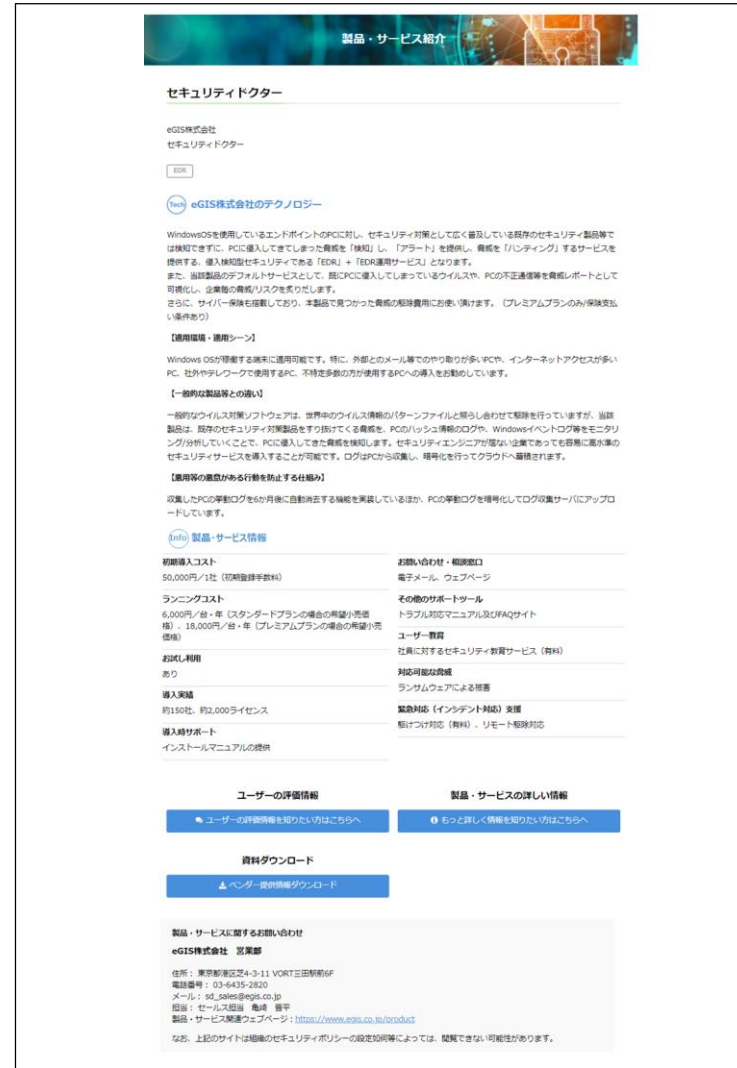 製品・サービス紹介
セキュリティドクター
eGIS株式会社
セキュリティドクター
EDR
Tech eGIS株式会社のテクノロジー
WindowsOSを使用しているエンドポイントのPCに対し、セキュリティ対策として広く普及している既存のセキュリティ製品等で
は検知できずに、PCに侵入してきてしまった脅威を「検知」し、「アラート」を提供し、脅威を「ハンティング」するサービスを
提供する、侵入検知型セキュリティである「EDR」+「EDR運用サービス」となります。
また、当該製品のデフォルトサービスとして、既にPCに侵入してしまっているウイルスや、PCの不正通信等を脅威レポートとして
可視化し、企業毎の脅威/リスクを炙りだします。
さらに、サイバー保険も搭載しており、本製品で見つかった脅威の駆除費用にお使い頂けます。（プレミアムプランのみ/保険支払
い条件あり）
【適用環境・適用シーン】
Windows OSが稼働する端末に適用可能です。特に、外部とのメール等でのやり取りが多いPCや、インターネットアクセスが多い
PC、社外やテレワークで使用するPC、不特定多数の方が使用するPCへの導入をお勧めしています。
【一般的な製品等との違い】
一般的なウイルス対策ソフトウェアは、世界中のウイルス情報のパターンファイルと照らし合わせて駆除を行っていますが、当該
製品は、既存のセキュリティ対策製品をすり抜けてくる脅威を、PCのハッシュ情報のログや、Windowsイベントログ等をモニタリ
ング/分析していくことで、PCに侵入してきた脅威を検知します。セキュリティエンジニアが居ない企業であっても容易に高水準の
セキュリティサービスを導入することが可能です。ログはPCから収集し、暗号化を行ってクラウドへ蓄積されます。
【悪用等の悪意がある行動を防止する仕組み】
収集したPCの挙動ログを6か月後に自動消去する機能を実装しているほか、PCの挙動ログを暗号化してログ収集サーバにアップロ
ードしています。
Info 製品・サービス情報
初期導入コスト
50,000円／1社（初期登録手数料）
ランニングコスト
6,000円／台・年（スタンダードプランの場合の希望小売価
格）、18,000円／台・年（プレミアムプランの場合の希望小売
価格）
お試し利用
あり
導入実績
約150社、約2,000ライセンス
導入時サポート
インストールマニュアルの提供
お問い合わせ・相談窓口
電子メール、ウェブページ
その他のサポートツール
トラブル対応マニュアル及びFAQサイト
ユーザー教育
社員に対するセキュリティ教育サービス（有料）
対応可能な脅威
ランサムウェアによる被害
緊急対応（インシデント対応）支援
駆けつけ対応（有料）、リモート駆除対応
ユーザーの評価情報
ユーザーの評価情報を知りたい方はこちらへ
製品・サービスの詳しい情報
もっと詳しく情報を知りたい方はこちらへ
資料ダウンロード
ベンダー提供情報ダウンロード
製品・サービスに関するお問い合わせ
eGIS株式会社　営業部
住所： 東京都港区芝4-3-11 VORT三田駅前6F
電話番号： 03-6435-2820
メール： sd_sales@egis.co.jp
担当： セールス担当　亀崎　晋平
製品・サービス関連ウェブページ：https://www.egis.co.jp/product
なお、上記のサイトは組織のセキュリティポリシーの設定如何等によっては、閲覧できない可能性があります。